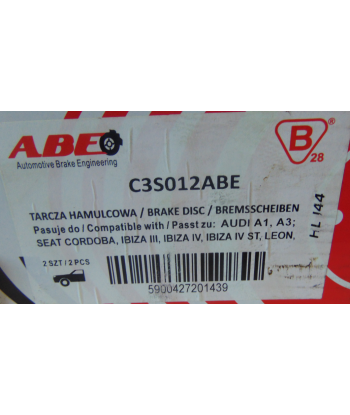 ABE
Automotive Brake Engineering
B
28
C3S012ABE
TARCZA HAMULCOWA / BRAKE DISC / BREMSSCHEIBEN
Pasuje do / Compatible with / Passt zu: AUDI A1, A3;
SEAT CORDOBA, IBIZA III, IBIZA IV, IBIZA IV ST, LEON,
2 SZT / 2 PCS
5900427201439
HL 144